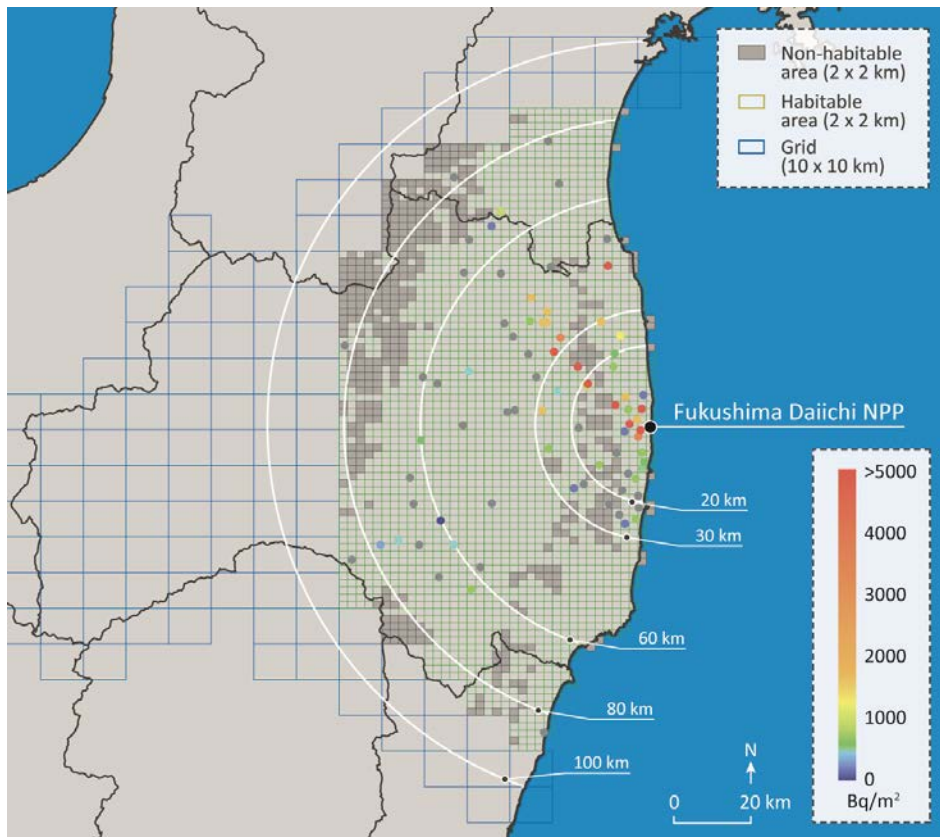 Non-habitable
area (2 x 2 km)
Habitable
area (2 x 2 km)
Grid
(10 x 10 km)
Fukushima Daiichi NPP
>5000
4000
3000
2000
1000
0
Bq/m²
20 km
30 km
60 km
80 km
100 km
N
0 20 km